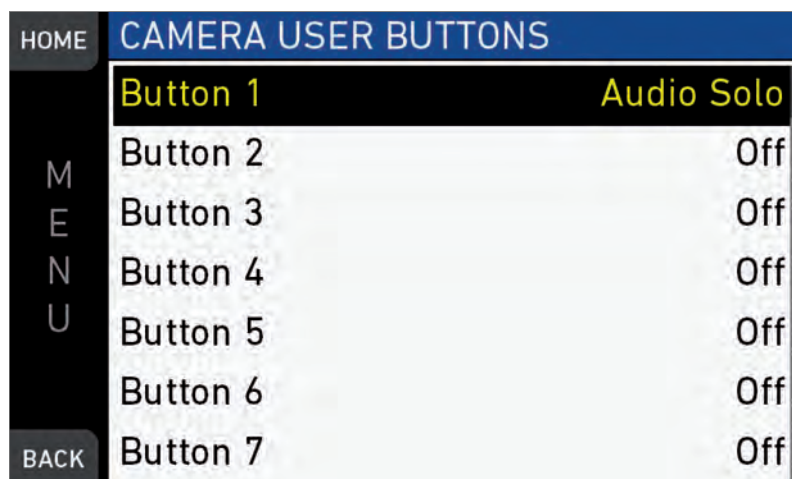 HOME CAMERA USER BUTTONS
Button 1 Audio Solo
Button 2 Off
Button 3 Off
Button 4 Off
Button 5 Off
Button 6 Off
Button 7 Off
MENU
BACK